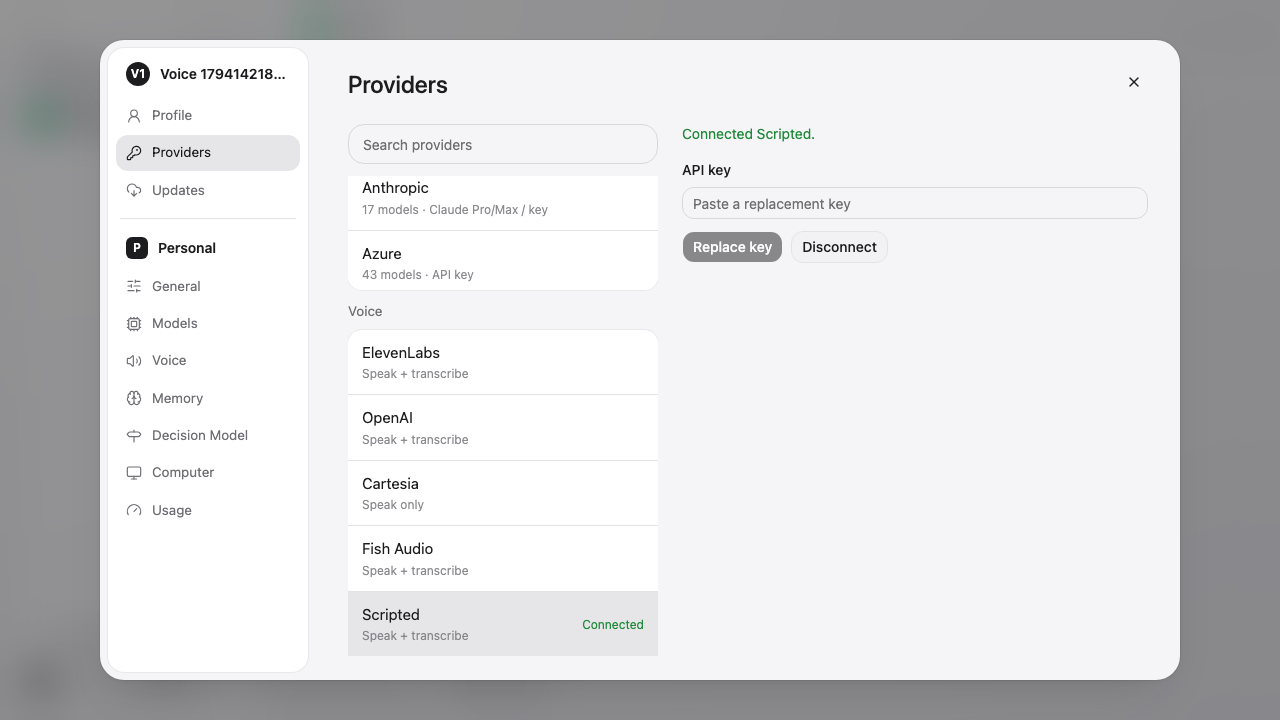 V1 Voice 179414218...
Profile
Providers
Updates
P Personal
General
Models
Voice
Memory
Decision Model
Computer
Usage
Providers
Search providers
Anthropic
17 models · Claude Pro/Max / key
Azure
43 models · API key
Voice
ElevenLabs
Speak + transcribe
OpenAI
Speak + transcribe
Cartesia
Speak only
Fish Audio
Speak + transcribe
Scripted
Speak + transcribe
Connected
Connected Scripted.
API key
Paste a replacement key
Replace key Disconnect